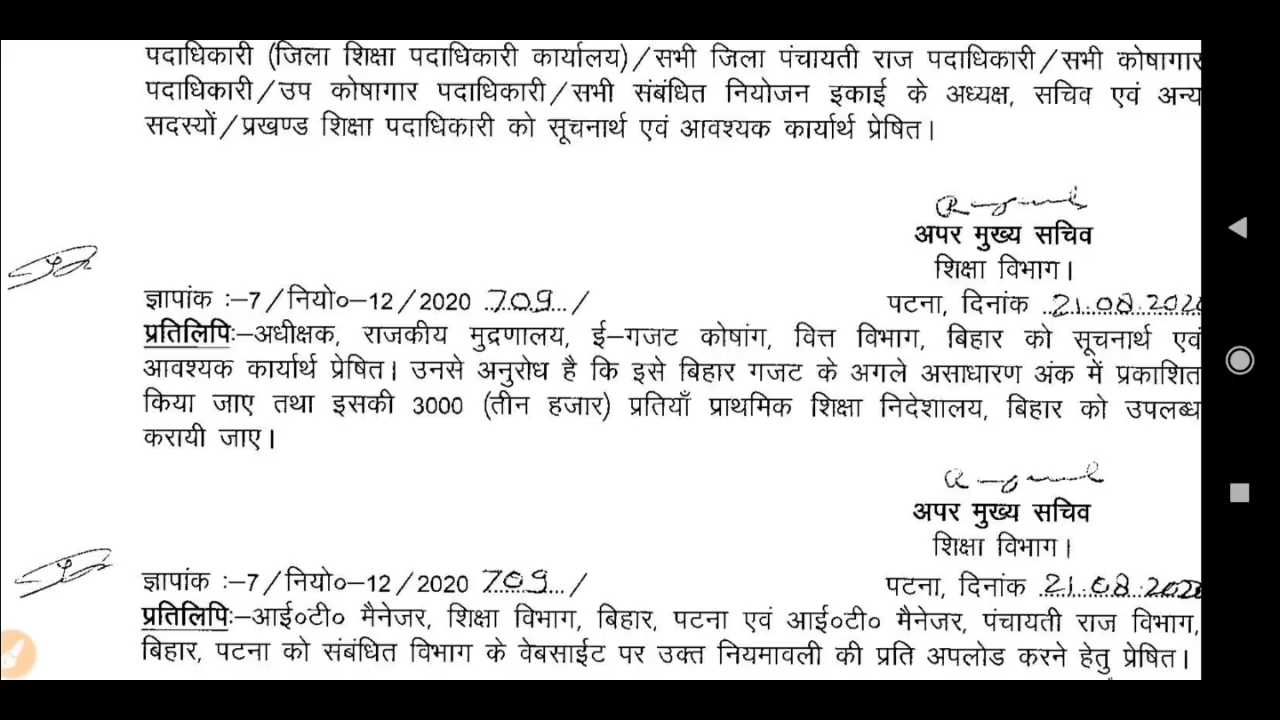 पदाधिकारी (जिला शिक्षा पदाधिकारी कार्यालय)/सभी जिला पंचायती राज पदाधिकारी/सभी कोषागार
पदाधिकारी/उप कोषागार पदाधिकारी/सभी संबंधित नियोजन इकाई के अध्यक्ष, सचिव एवं अन्य
सदस्यों/प्रखण्ड शिक्षा पदाधिकारी को सूचनार्थ एवं आवश्यक कार्यार्थ प्रेषित।
अपर मुख्य सचिव
शिक्षा विभाग।
ज्ञापांक :–7/नियो०–12/2020 709/ पटना, दिनांक 21.08.2020
प्रतिलिपिः–अधीक्षक, राजकीय मुद्रणालय, ई–गजट कोषांग, वित्त विभाग, बिहार को सूचनार्थ एवं
आवश्यक कार्यार्थ प्रेषित। उनसे अनुरोध है कि इसे बिहार गजट के अगले असाधारण अंक में प्रकाशित
किया जाए तथा इसकी 3000 (तीन हजार) प्रतियाँ प्राथमिक शिक्षा निदेशालय, बिहार को उपलब्ध
करायी जाए।
अपर मुख्य सचिव
शिक्षा विभाग।
ज्ञापांक :–7/नियो०–12/2020 709/ पटना, दिनांक 21.08.2020
प्रतिलिपिः–आई०टी० मैनेजर, शिक्षा विभाग, बिहार, पटना एवं आई०टी० मैनेजर, पंचायती राज विभाग,
बिहार, पटना को संबंधित विभाग के वेबसाईट पर उक्त नियमावली की प्रति अपलोड करने हेतु प्रेषित।